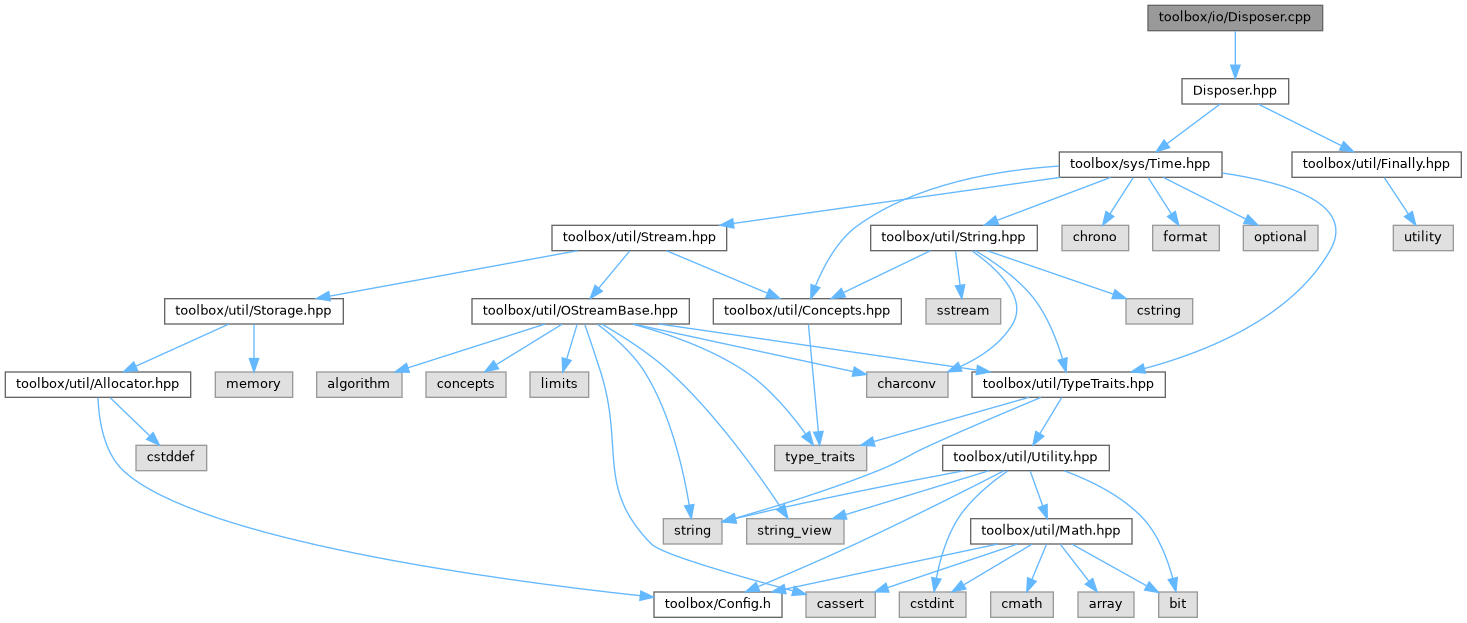 toolbox/io/Disposer.cpp
Disposer.hpp
toolbox/sys/Time.hpp
toolbox/util/Finally.hpp
toolbox/util/Stream.hpp
toolbox/util/String.hpp
chrono
format
optional
utility
toolbox/util/Storage.hpp
toolbox/util/OStreamBase.hpp
toolbox/util/Concepts.hpp
sstream
cstring
toolbox/util/Allocator.hpp
memory
algorithm
concepts
limits
charconv
toolbox/util/TypeTraits.hpp
cstddef
type_traits
toolbox/util/Utility.hpp
string
string_view
toolbox/util/Math.hpp
toolbox/Config.h
cassert
cstdint
cmath
array
bit